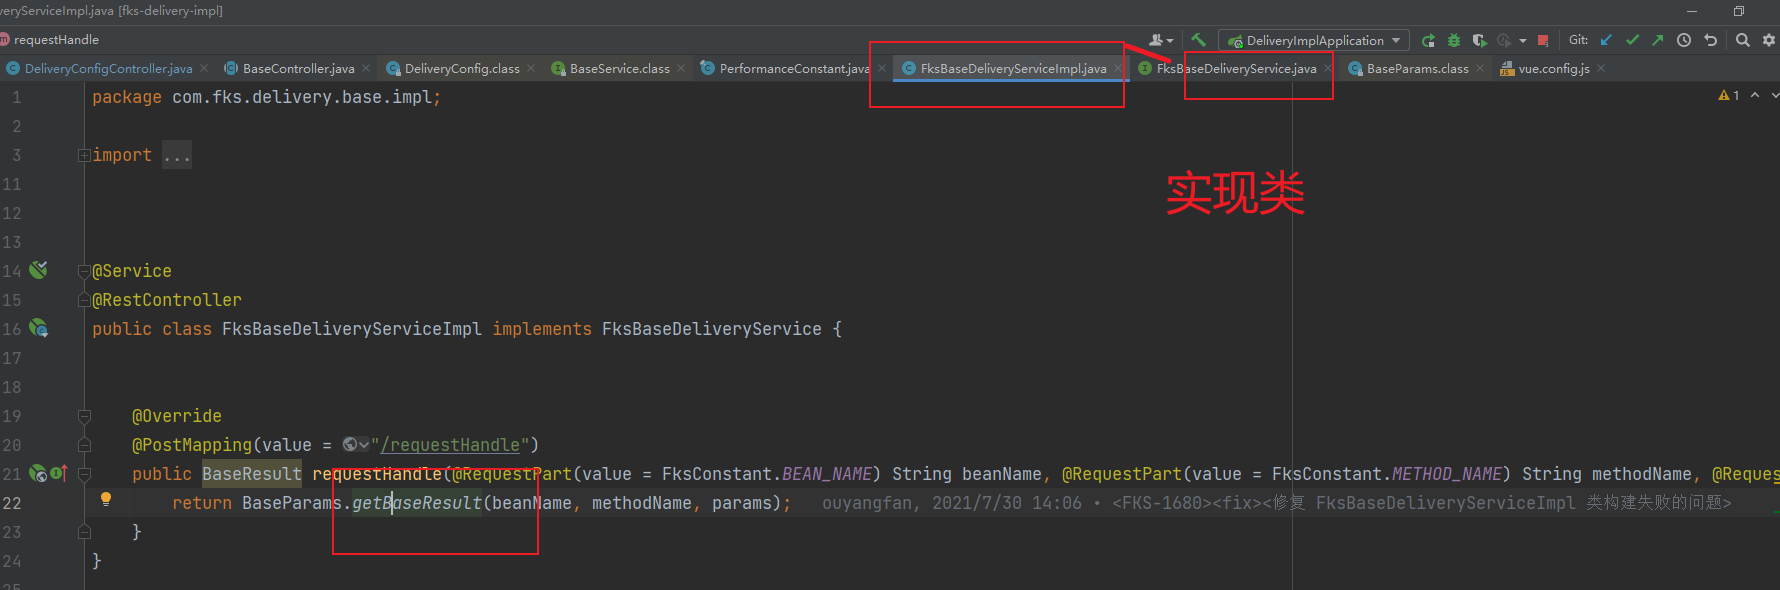 veryServiceImpl.java [fks-delivery-impl]
requestHandle
DeliveryImplApplication
Git:
DeliveryConfigController.java
BaseController.java
DeliveryConfig.class
BaseService.class
PerformanceConstant.java
FksBaseDeliveryServiceImpl.java
FksBaseDeliveryService.java
BaseParams.class
vue.config.js
1 package com.fks.delivery.base.impl;
1
2
3 import ...
11
实现类
12
13
14 @Service
15 @RestController
16 public class FksBaseDeliveryServiceImpl implements FksBaseDeliveryService {
17
18
19 @Override
20 @PostMapping(value = "/requestHandle")
21 public BaseResult requestHandle(@RequestPart(value = FksConstant.BEAN_NAME) String beanName, @RequestPart(value = FksConstant.METHOD_NAME) String methodName, @Reques
22 return BaseParams.getBaseResult(beanName, methodName, params); ouyangfan, 2021/7/30 14:06 • <FKS-1680><fix><修复 FksBaseDeliveryServiceImpl 类构建失败的问题>
23 }
24 }
25